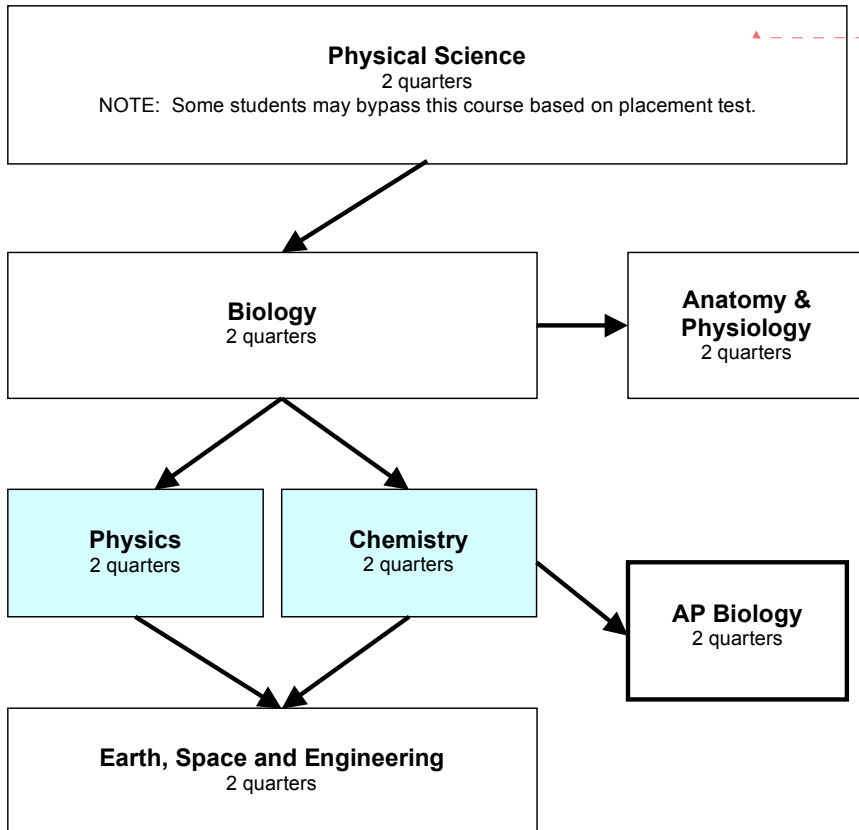 Physical Science
2 quarters
NOTE:  Some students may bypass this course based on placement test.
Biology
2 quarters
Anatomy &
Physiology
2 quarters
Physics
2 quarters
Chemistry
2 quarters
AP Biology
2 quarters
Earth, Space and Engineering
2 quarters